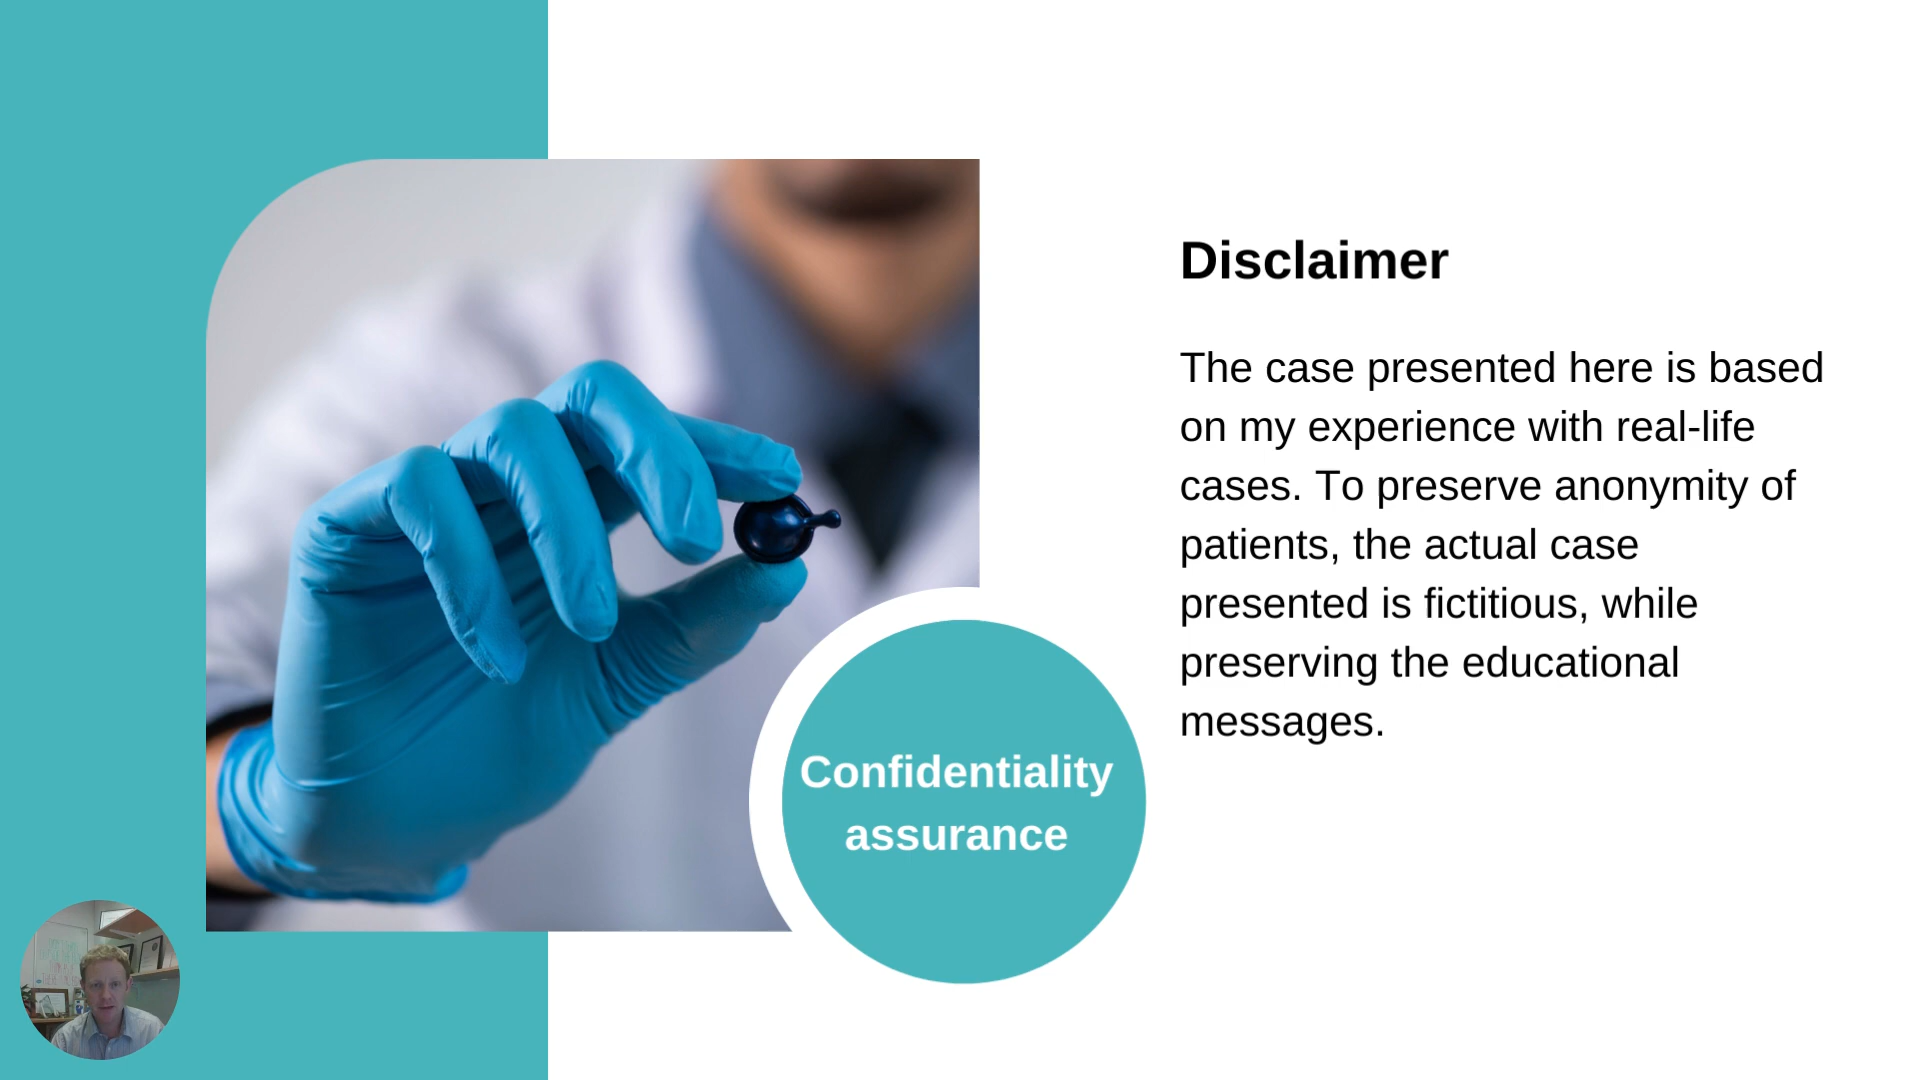 Disclaimer
The case presented here is based
on my experience with real-life
cases. To preserve anonymity of
patients, the actual case
presented is fictitious, while
preserving the educational
messages.
Confidentiality
assurance